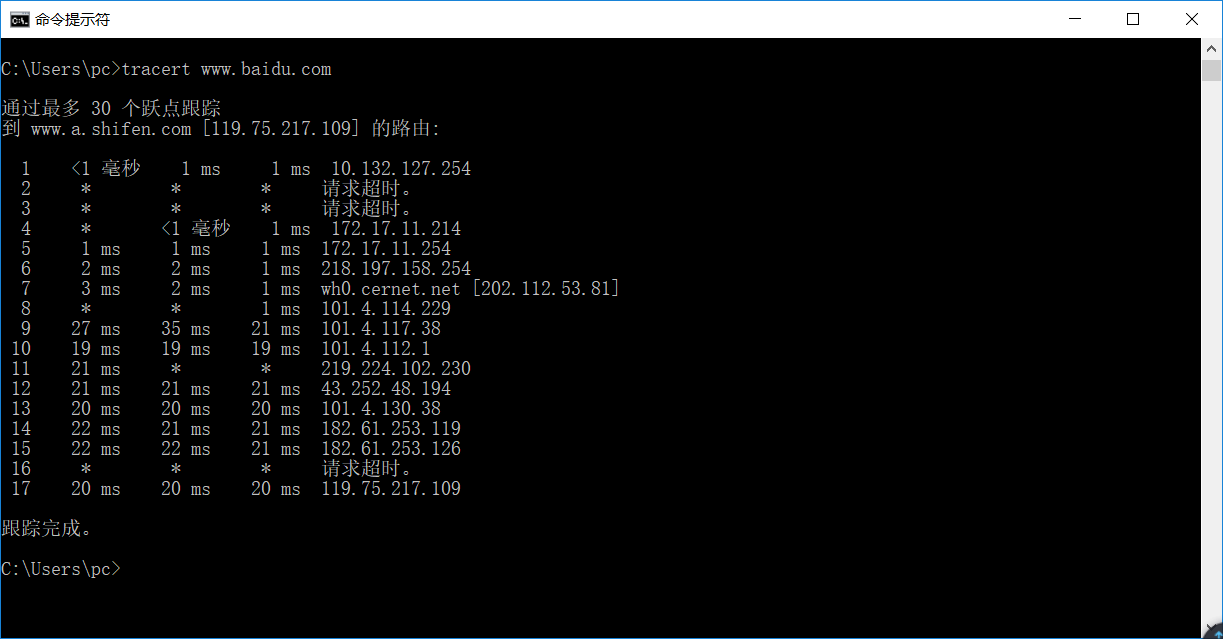 命令提示符
C:\Users\pc>tracert www.baidu.com
通过最多 30 个跃点跟踪
到 www.a.shifen.com [119.75.217.109] 的路由:
1 <1 毫秒 1 ms 1 ms 10.132.127.254
2 * * * 请求超时。
3 * * * 请求超时。
4 * <1 毫秒 1 ms 172.17.11.214
5 1 ms 1 ms 1 ms 172.17.11.254
6 2 ms 2 ms 1 ms 218.197.158.254
7 3 ms 2 ms 1 ms wh0.cernet.net [202.112.53.81]
8 * * 1 ms 101.4.114.229
9 27 ms 35 ms 21 ms 101.4.117.38
10 19 ms 19 ms 19 ms 101.4.112.1
11 21 ms * * 219.224.102.230
12 21 ms 21 ms 21 ms 43.252.48.194
13 20 ms 20 ms 20 ms 101.4.130.38
14 22 ms 21 ms 21 ms 182.61.253.119
15 22 ms 22 ms 21 ms 182.61.253.126
16 * * * 请求超时。
17 20 ms 20 ms 20 ms 119.75.217.109
跟踪完成。
C:\Users\pc>